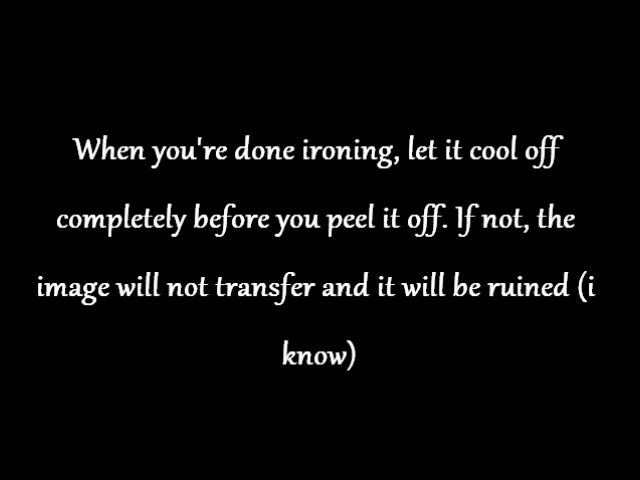 When you're done ironing, let it cool off
completely before you peel it off. If not, the
image will not transfer and it will be ruined (i
know)